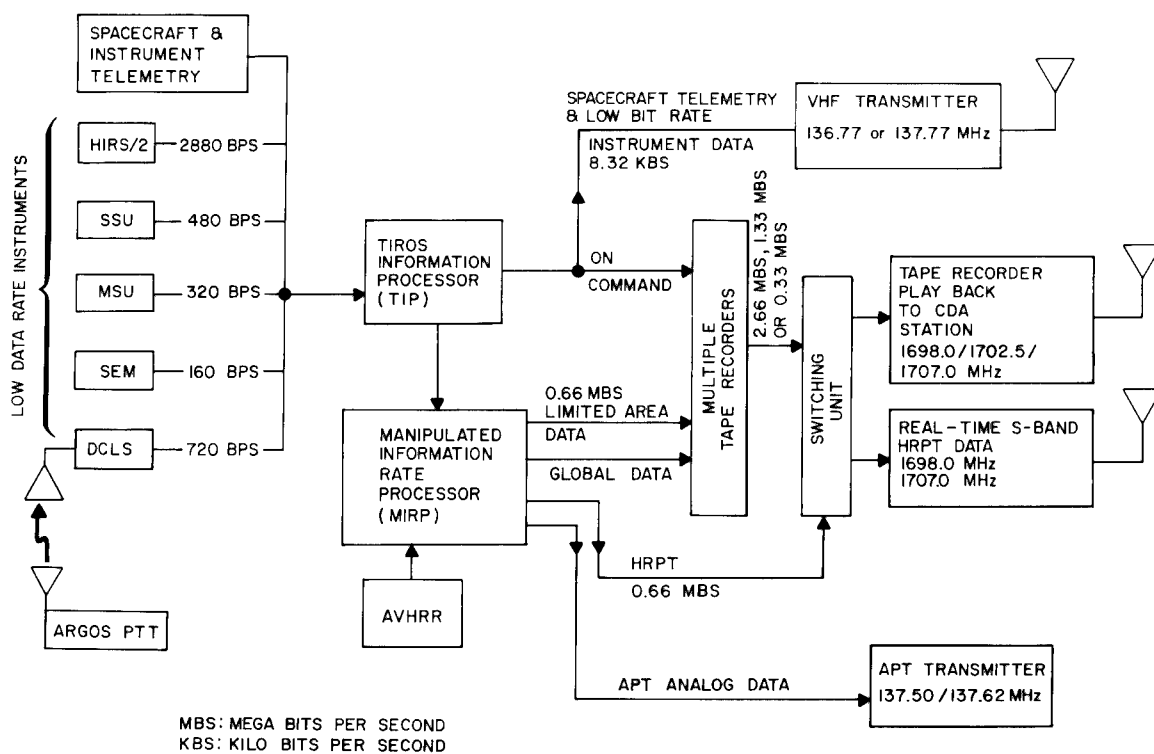 SPACECRAFT &
INSTRUMENT
TELEMETRY
LOW DATA RATE INSTRUMENTS
HIRS/2
2880 BPS
SSU
480 BPS
MSU
320 BPS
SEM
160 BPS
DCLS
720 BPS
ARGOS PTT
TIROS
INFORMATION
PROCESSOR
(TIP)
MANIPULATED
INFORMATION
RATE
PROCESSOR
(MIRP)
AVHRR
SPACECRAFT TELEMETRY
& LOW BIT RATE
INSTRUMENT DATA
8.32 KBS
ON
COMMAND
0.66 MBS
LIMITED AREA
DATA
GLOBAL DATA
HRPT
0.66 MBS
APT ANALOG DATA
MULTIPLE
TAPE RECORDERS
2.66 MBS, 1.33 MBS
OR 0.33 MBS
SWITCHING
UNIT
VHF TRANSMITTER
136.77 or 137.77 MHz
TAPE RECORDER
PLAY BACK
TO CDA
STATION
1698.0/1702.5/
1707.0 MHz
REAL-TIME S-BAND
HRPT DATA
1698.0 MHz
1707.0 MHz
APT TRANSMITTER
137.50/137.62 MHz
MBS: MEGA BITS PER SECOND
KBS: KILO BITS PER SECOND